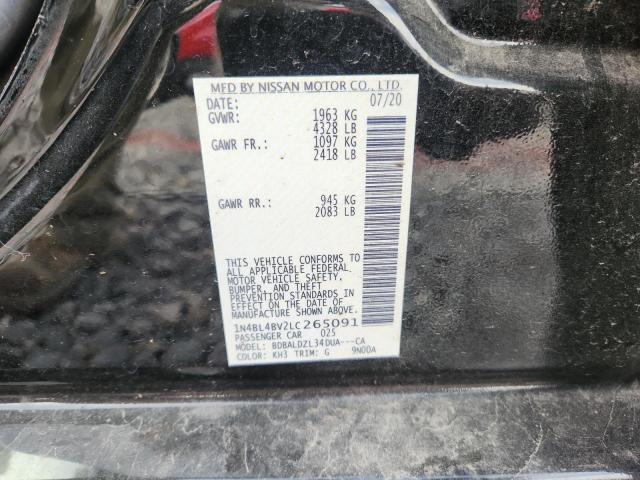 MFD BY NISSAN MOTOR CO., LTD.
DATE: 07/20
GVWR: 1963 KG
4328 LB
GAWR FR.: 1097 KG
2418 LB
GAWR RR.: 945 KG
2083 LB
THIS VEHICLE CONFORMS TO
ALL APPLICABLE FEDERAL
MOTOR VEHICLE SAFETY,
BUMPER, AND THEFT
PREVENTION STANDARDS IN
EFFECT ON THE DATE OF
MANUFACTURE SHOWN ABOVE.
1N4BL4BV2LC265091
PASSENGER CAR 025
MODEL: BDBALDZL34DUA---CA
COLOR: KH3 TRIM: G 9N00A